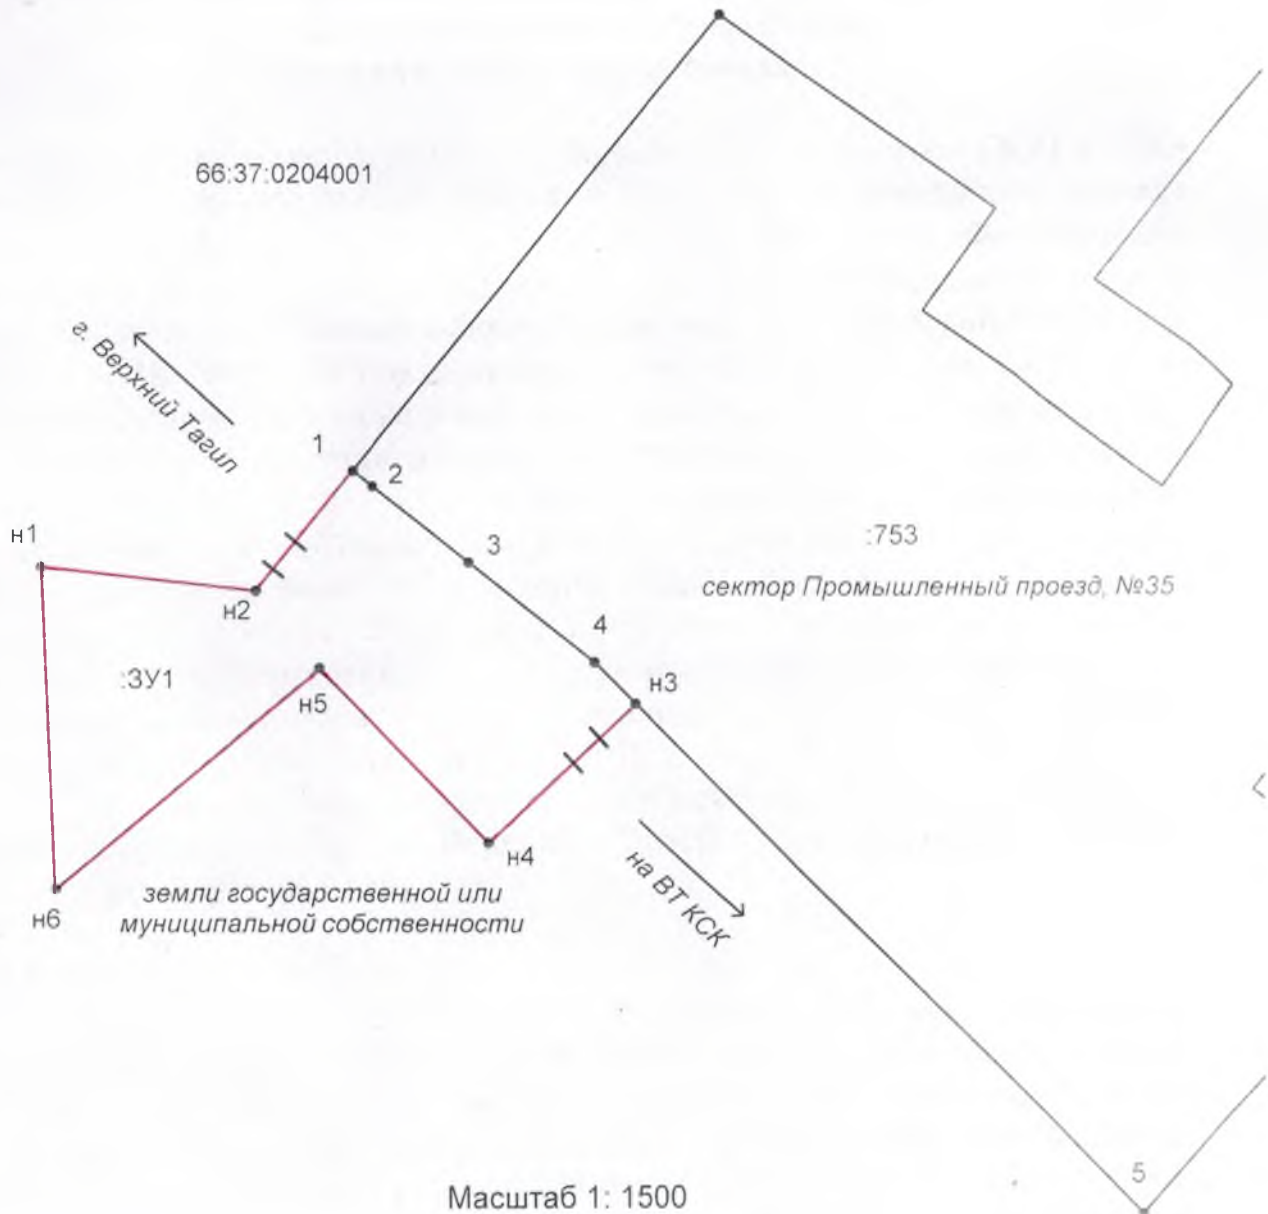 66:37:0204001
г. Верхний Тагил
1
2
н1
3
:753
н2
сектор Промышленный проезд, №35
4
:ЗУ1
н5
н3
н4
на ВТ КСК
н6
земли государственной или
муниципальной собственности
5
Масштаб 1: 1500